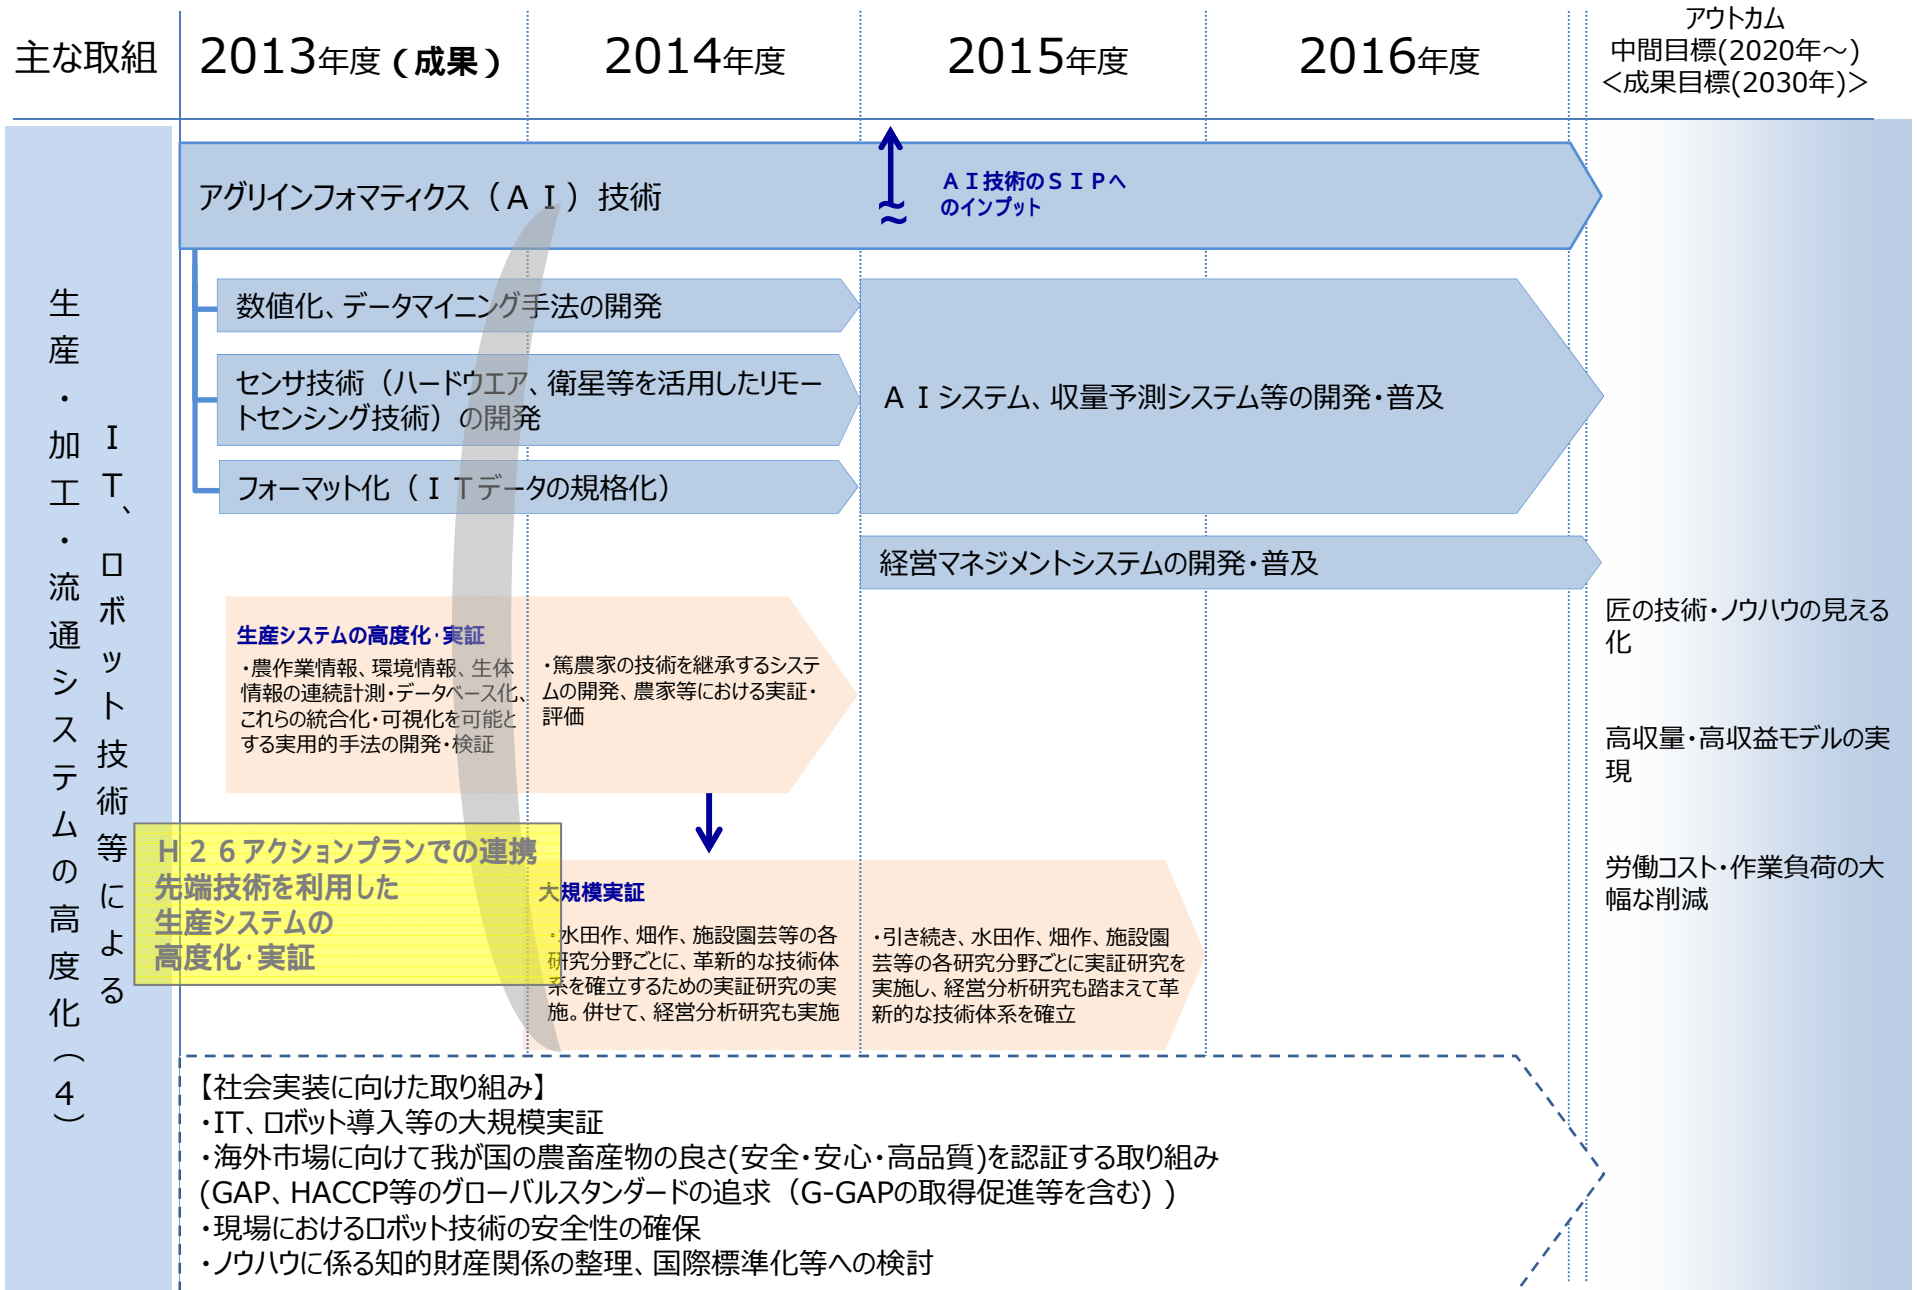 主な取組
2013年度(成果)
2014年度
2015年度
2016年度
アウトカム
中間目標(2020年～)
＜成果目標(2030年)＞
IT、ロボット技術等による
生産・加工・流通システムの高度化(4)
アグリインフォマティクス（ＡＩ）技術
ＡＩ技術のＳＩＰへ
のインプット
数値化、データマイニング手法の開発
センサ技術（ハードウエア、衛星等を活用したリモー
トセンシング技術）の開発
フォーマット化（ＩＴデータの規格化）
ＡＩシステム、収量予測システム等の開発・普及
経営マネジメントシステムの開発・普及
生産システムの高度化・実証
・農作業情報、環境情報、生体
情報の連続計測・データベース化、
これらの統合化・可視化を可能と
する実用的手法の開発・検証
・篤農家の技術を継承するシステ
ムの開発、農家等における実証・
評価
Ｈ２６アクションプランでの連携
先端技術を利用した
生産システムの
高度化・実証
大規模実証
・水田作、畑作、施設園芸等の各
研究分野ごとに、革新的な技術体
系を確立するための実証研究の実
施。併せて、経営分析研究も実施
・引き続き、水田作、畑作、施設園
芸等の各研究分野ごとに実証研究を
実施し、経営分析研究も踏まえて革
新的な技術体系を確立
匠の技術・ノウハウの見える
化
高収量・高収益モデルの実
現
労働コスト・作業負荷の大
幅な削減
【社会実装に向けた取り組み】
・IT、ロボット導入等の大規模実証
・海外市場に向けて我が国の農畜産物の良さ(安全・安心・高品質)を認証する取り組み
(GAP、HACCP等のグローバルスタンダードの追求（G-GAPの取得促進等を含む))
・現場におけるロボット技術の安全性の確保
・ノウハウに係る知的財産関係の整理、国際標準化等への検討